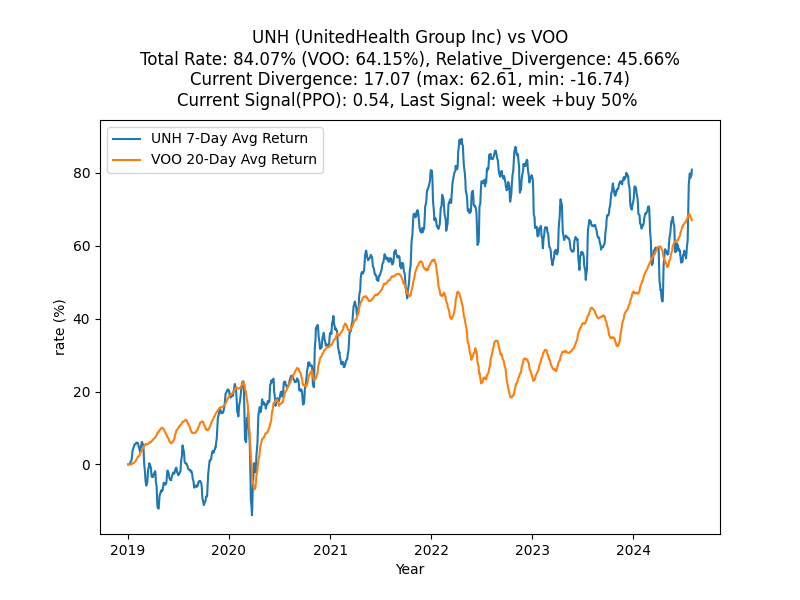 UNH (UnitedHealth Group Inc) vs VOO
Total Rate: 84.07% (VOO: 64.15%), Relative_Divergence: 45.66%
Current Divergence: 17.07 (max: 62.61, min: -16.74)
Current Signal(PPO): 0.54, Last Signal: week +buy 50%
UNH 7-Day Avg Return
VOO 20-Day Avg Return
80
60
40
20
0
rate (%)
2019 2020 2021 2022 2023 2024
Year